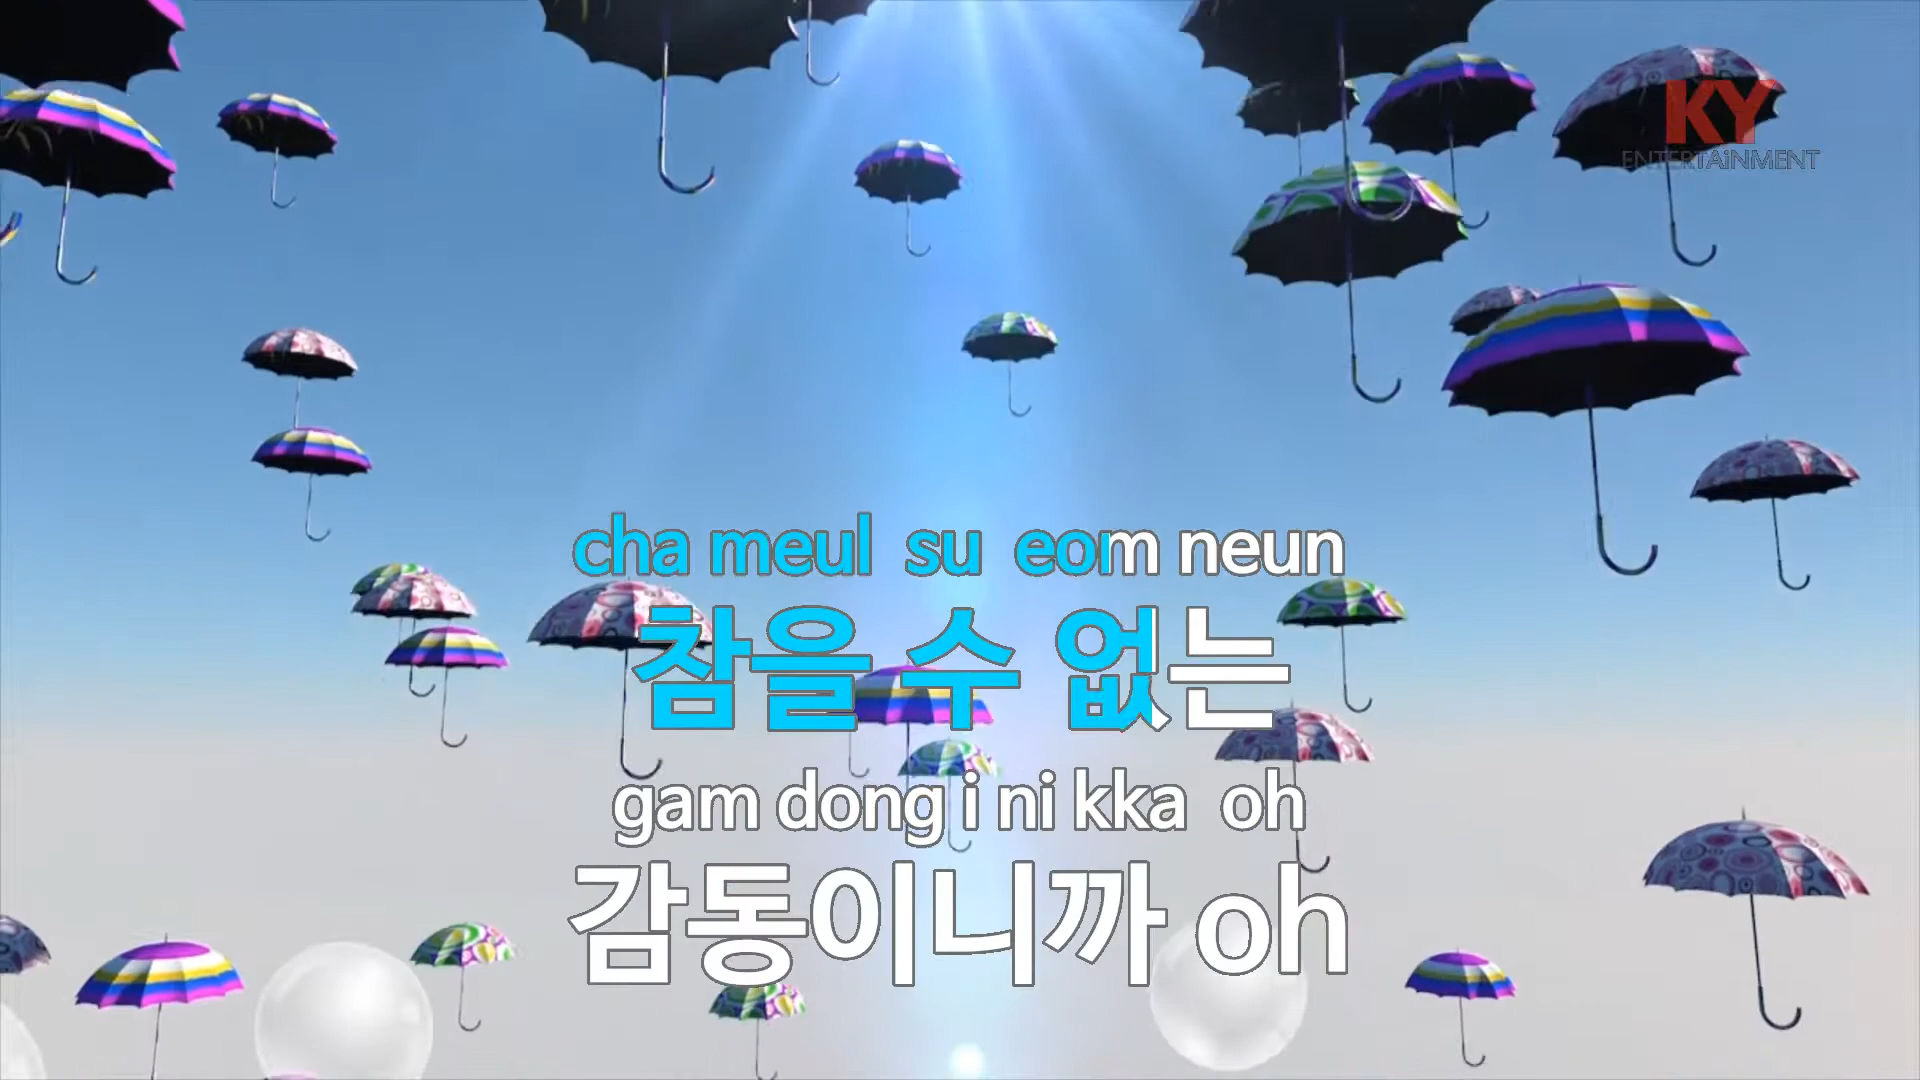 KY
ENTERTAiNMENT
cha meul su eom neun
참을 수 없는
gam dong i ni kka oh
감동이니까 oh